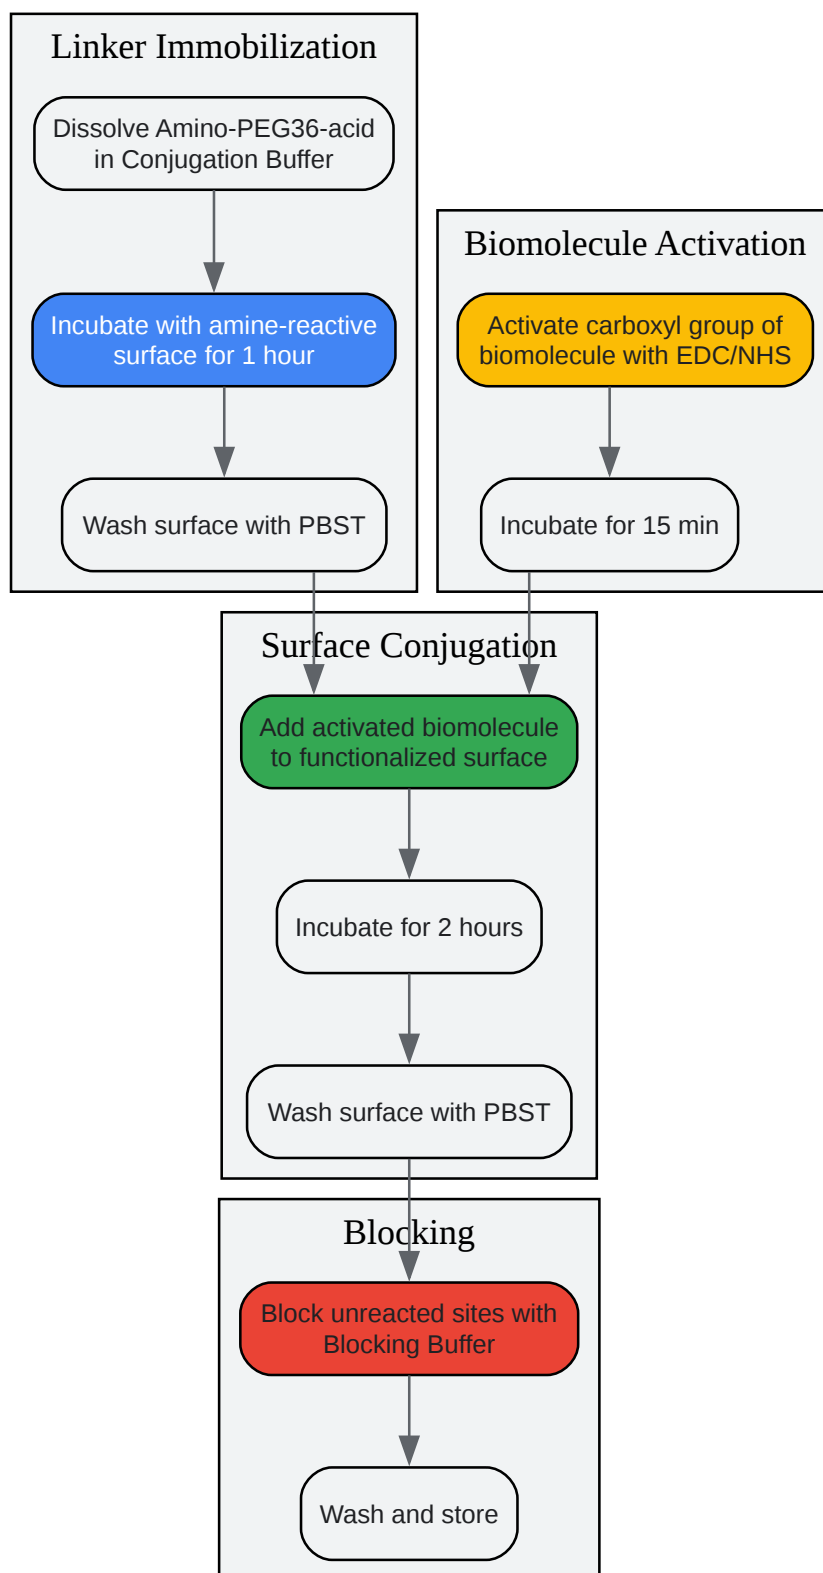 Linker Immobilization
Dissolve Amino-PEG36-acid
in Conjugation Buffer
Incubate with amine-reactive
surface for 1 hour
Wash surface with PBST
Biomolecule Activation
Activate carboxyl group of
biomolecule with EDC/NHS
Incubate for 15 min
Surface Conjugation
Add activated biomolecule
to functionalized surface
Incubate for 2 hours
Wash surface with PBST
Blocking
Block unreacted sites with
Blocking Buffer
Wash and store